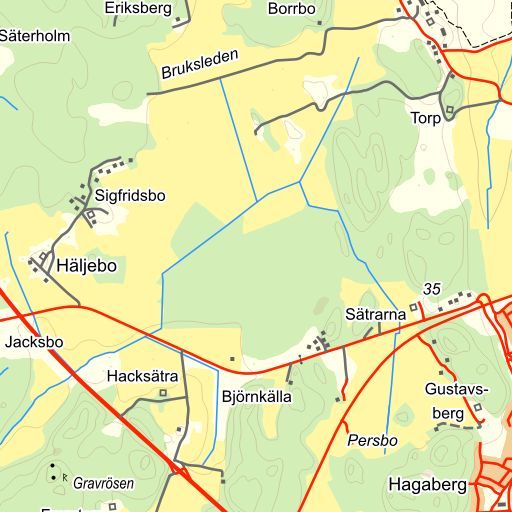 Eriksberg
Borrbo
Säterholm
Bruksleden
Torp
Sigfridsbo
Häljebo
35
Sätrarna
Jacksbo
Hacksätra
Björnkälla
Gustavs-
berg
Persbo
Gravrösen
R
Hagaberg